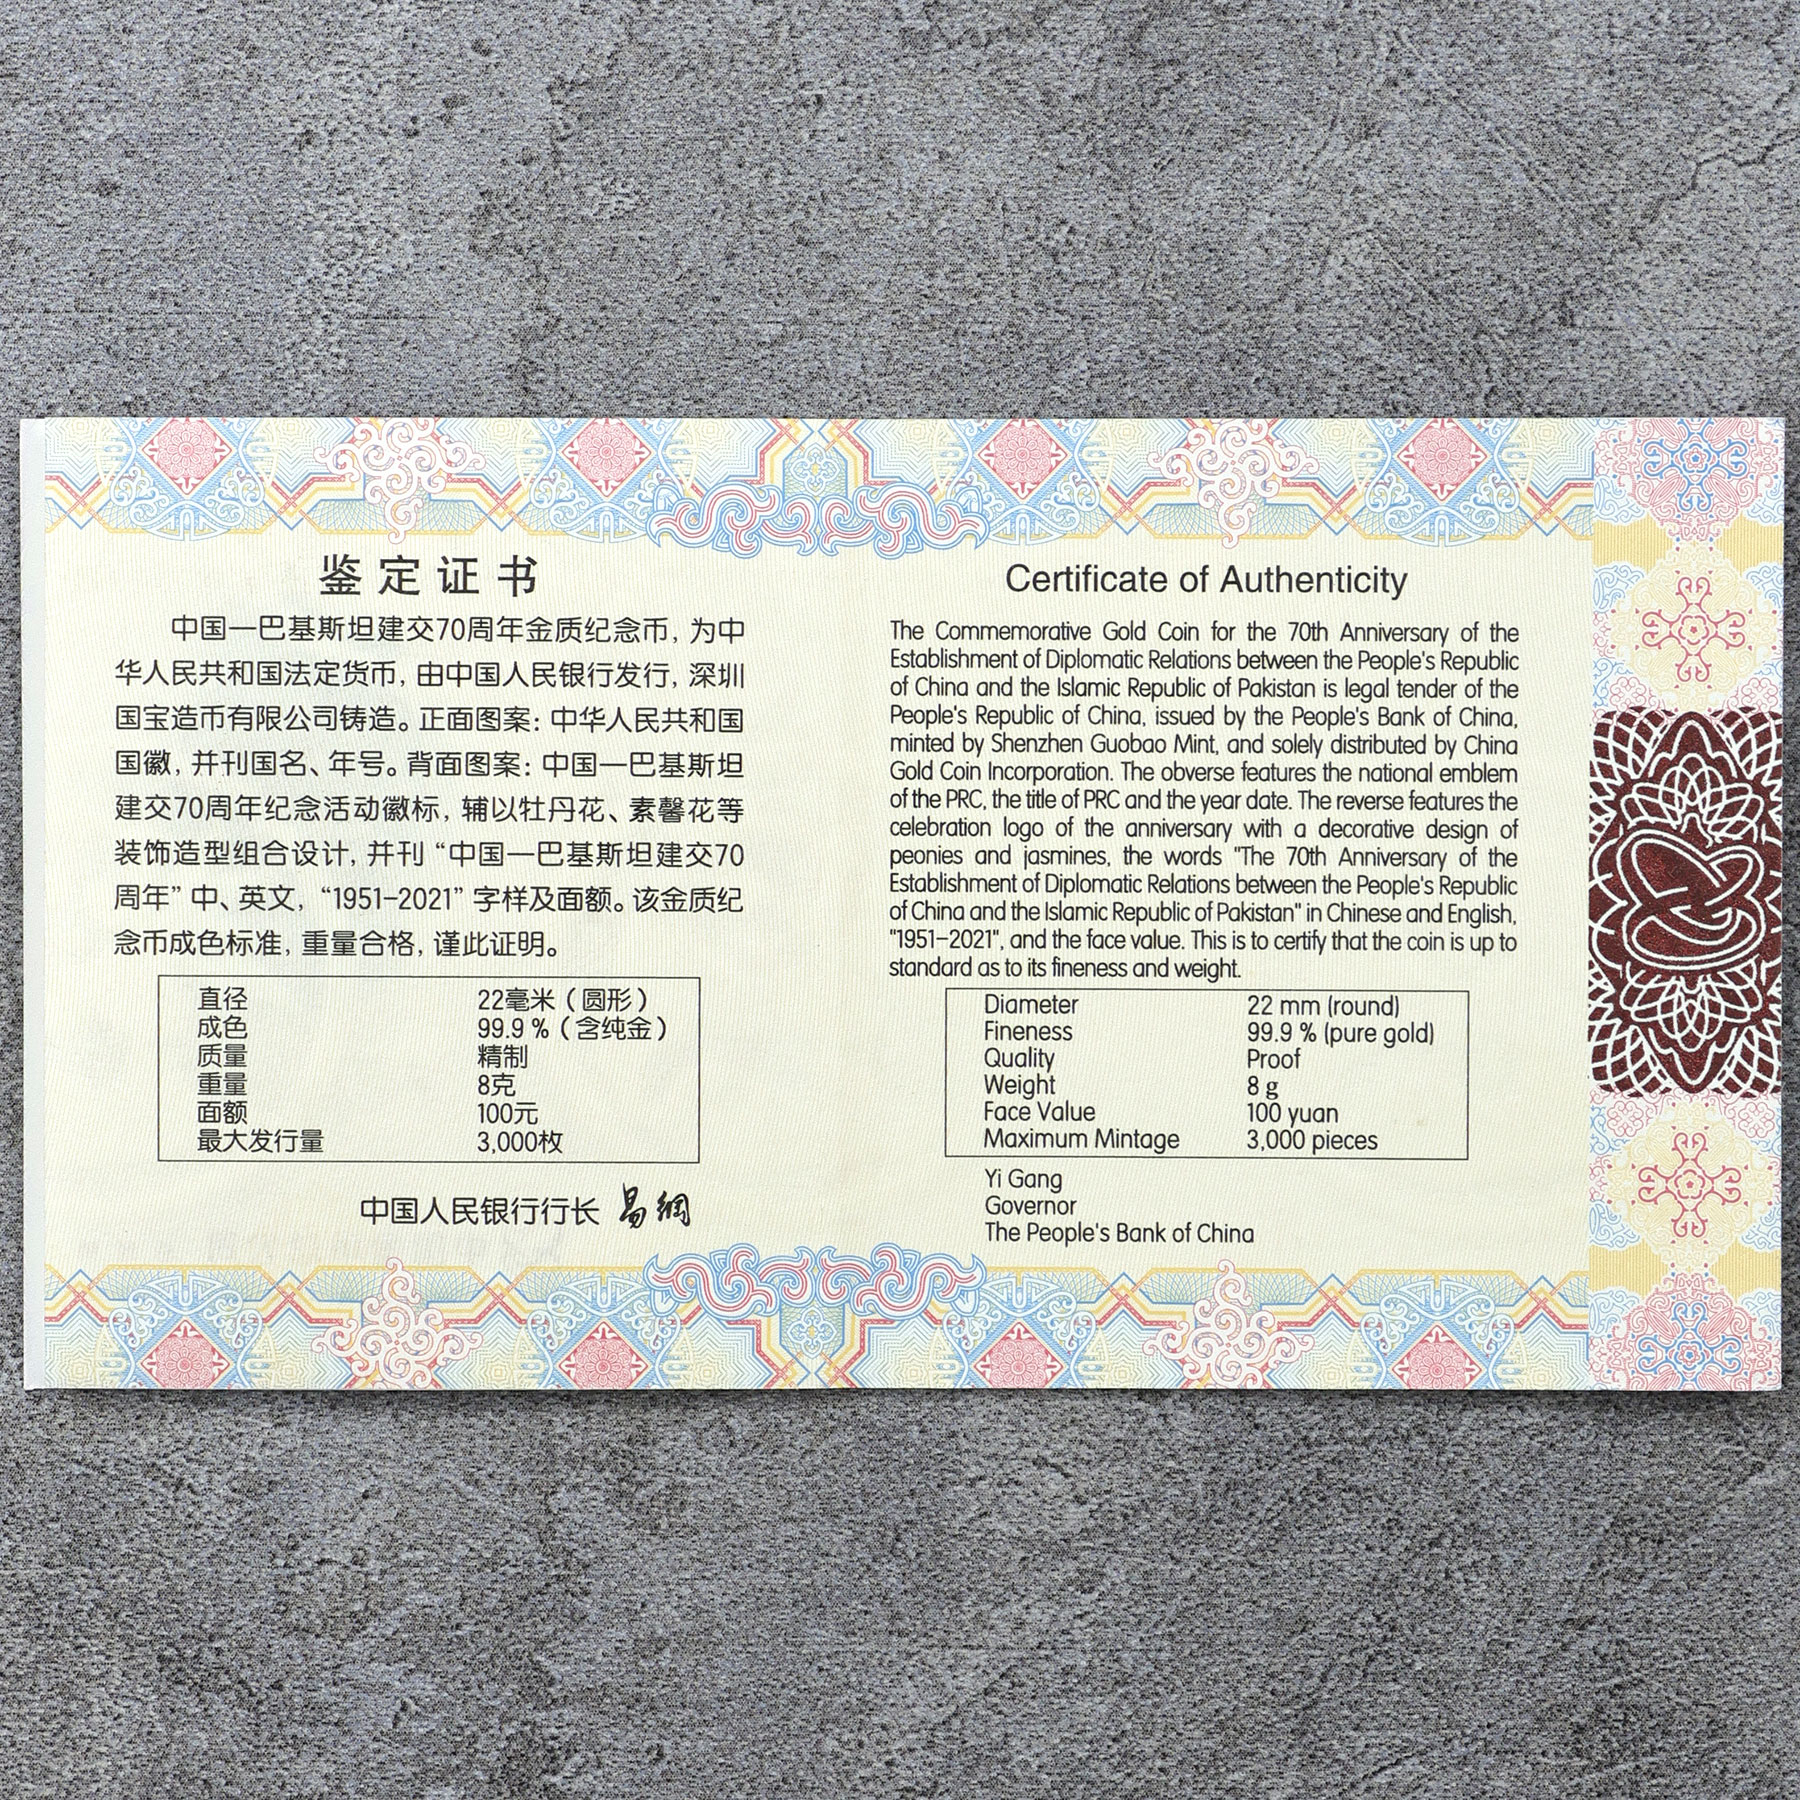 鉴定证书
中国—巴基斯坦建交70周年金质纪念币，为中
华人民共和国法定货币，由中国人民银行发行，深圳
国宝造币有限公司铸造。正面图案：中华人民共和国
国徽，并刊国名、年号。背面图案：中国—巴基斯坦
建交70周年纪念活动徽标，辅以牡丹花、素馨花等
装饰造型组合设计，并刊“中国—巴基斯坦建交70
周年”中、英文，“1951-2021”字样及面额。该金质纪
念币成色标准，重量合格，谨此证明。
直径 22毫米（圆形）
成色 99.9 %（含纯金）
质量 精制
重量 8克
面额 100元
最大发行量 3,000枚
中国人民银行行长 易綱
Certificate of Authenticity
The Commemorative Gold Coin for the 70th Anniversary of the
Establishment of Diplomatic Relations between the People's Republic
of China and the Islamic Republic of Pakistan is legal tender of the
People's Republic of China, issued by the People's Bank of China,
minted by Shenzhen Guobao Mint, and solely distributed by China
Gold Coin Incorporation. The obverse features the national emblem
of the PRC, the title of PRC and the year date. The reverse features the
celebration logo of the anniversary with a decorative design of
peonies and jasmines, the words "The 70th Anniversary of the
Establishment of Diplomatic Relations between the People's Republic
of China and the Islamic Republic of Pakistan" in Chinese and English,
"1951-2021", and the face value. This is to certify that the coin is up to
standard as to its fineness and weight.
Diameter 22 mm (round)
Fineness 99.9 % (pure gold)
Quality Proof
Weight 8 g
Face Value 100 yuan
Maximum Mintage 3,000 pieces
Yi Gang
Governor
The People's Bank of China